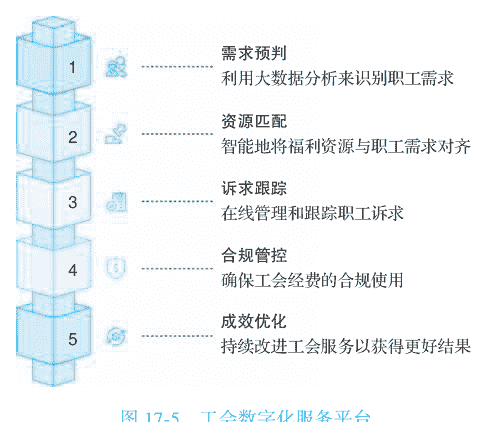 1
需求预判
利用大数据分析来识别职工需求
2
资源匹配
智能地将福利资源与职工需求对齐
3
诉求跟踪
在线管理和跟踪职工诉求
4
合规管控
确保工会经费的合规使用
5
成效优化
持续改进工会服务以获得更好结果
图 17-5 工会数字化服务平台